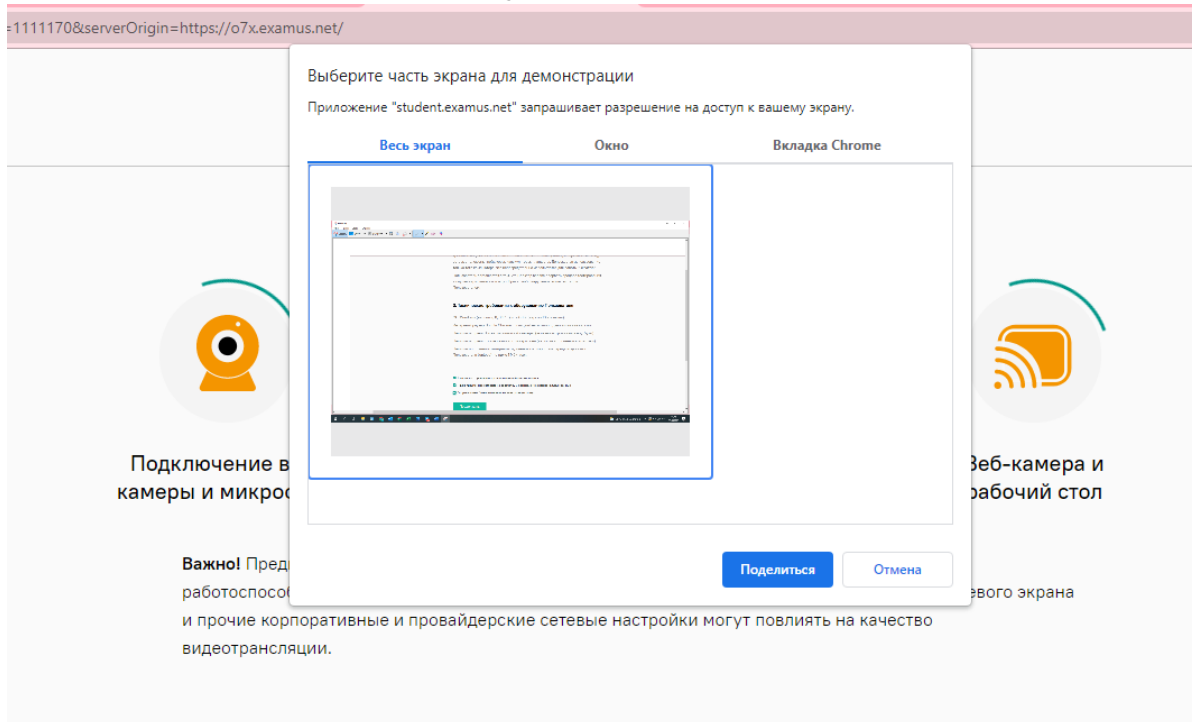 =1111170&serverOrigin=https://o7x.examus.net/
Выберите часть экрана для демонстрации
Приложение "student.examus.net" запрашивает разрешение на доступ к вашему экрану.
Весь экран
Окно
Вкладка Chrome
Подключение в
камеры и микрос
Веб-камера и
рабочий стол
Поделиться
Отмена
Важно! Пред
работоспособ
евого экрана
и прочие корпоративные и провайдерские сетевые настройки могут повлиять на качество
видеотрансляции.